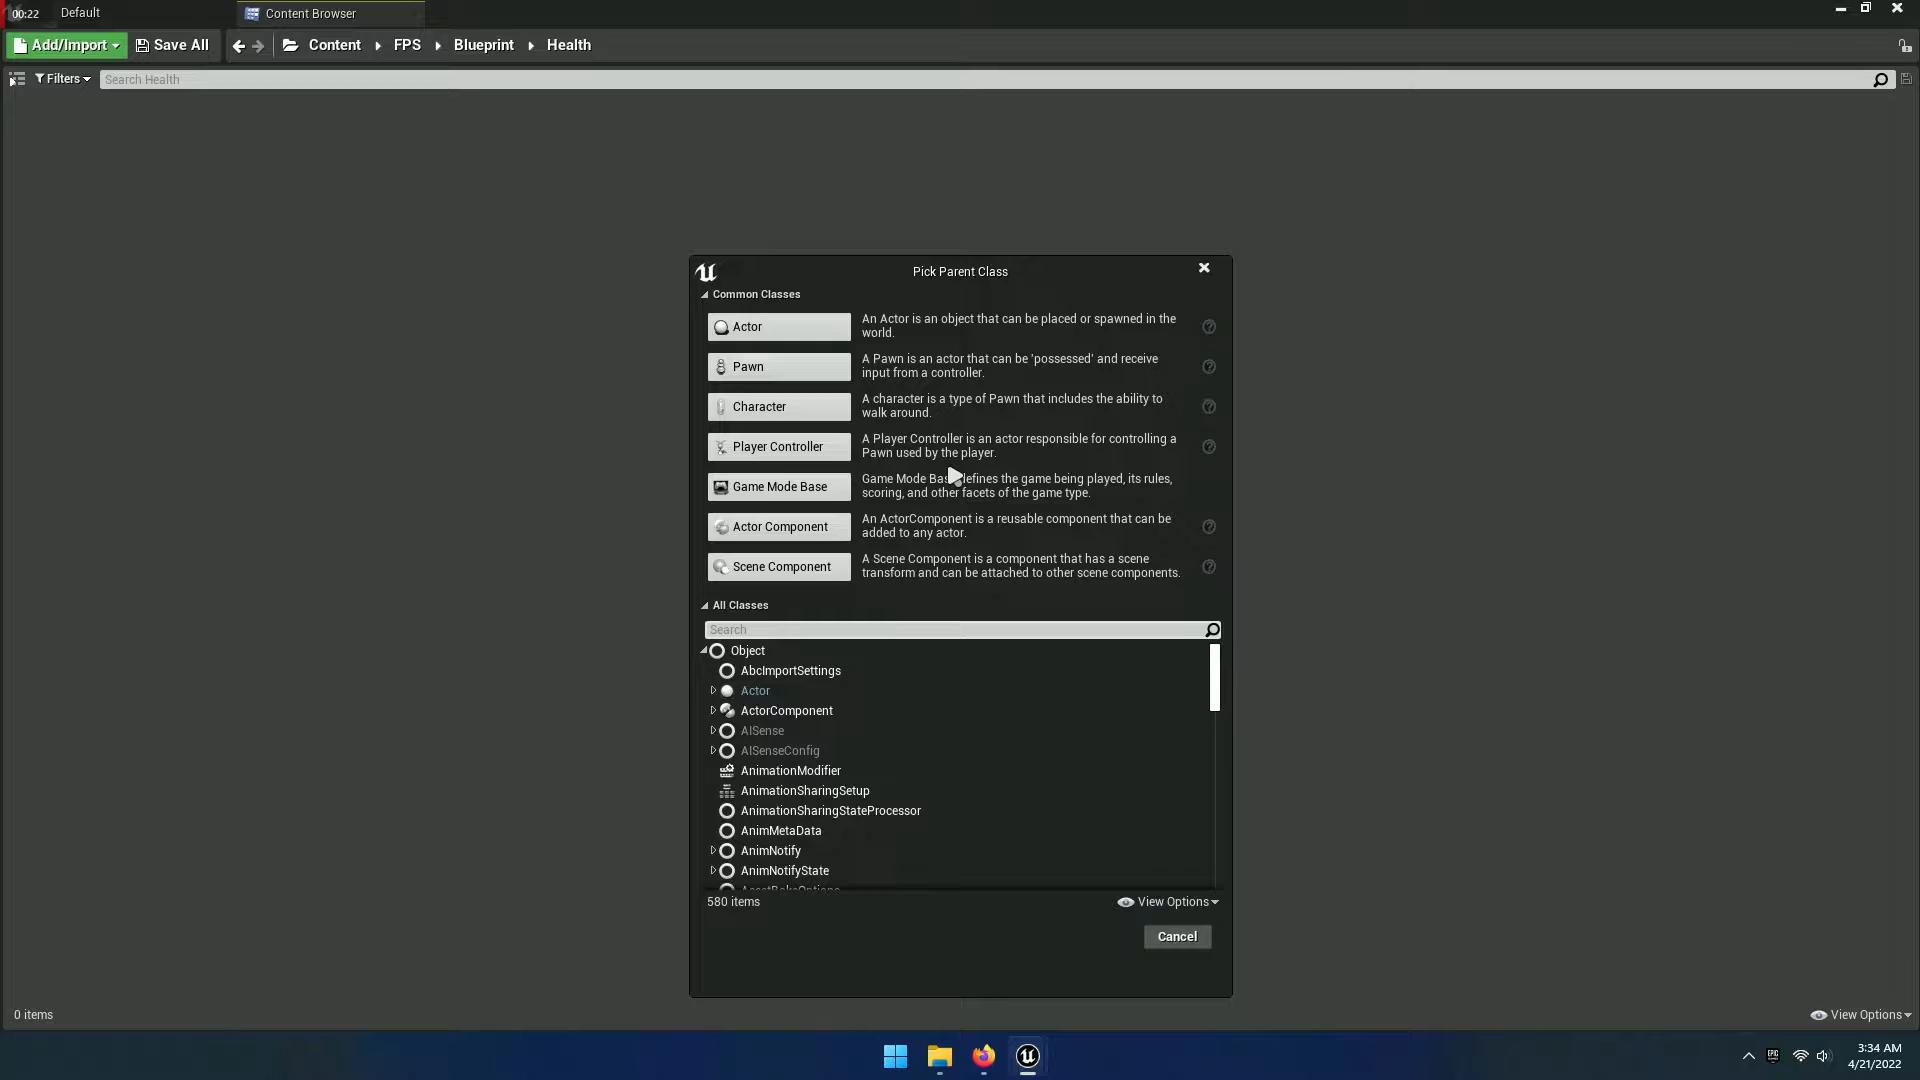 00:22
Default
Content Browser
Add/Import
Save All
Content
FPS
Blueprint
Health
Filters
Search Health
Pick Parent Class
Common Classes
Actor
An Actor is an object that can be placed or spawned in the
world.
Pawn
A Pawn is an actor that can be 'possessed' and receive
input from a controller.
Character
A character is a type of Pawn that includes the ability to
walk around.
Player Controller
A Player Controller is an actor responsible for controlling a
Pawn used by the player.
Game Mode Base
Game Mode defines the game being played, its rules,
scoring, and other facets of the game type.
Actor Component
An ActorComponent is a reusable component that can be
added to any actor.
Scene Component
A Scene Component is a component that has a scene
transform and can be attached to other scene components.
All Classes
Search
Object
AbcImportSettings
Actor
ActorComponent
AISense
AISenseConfig
AnimationModifier
AnimationSharingSetup
AnimationSharingStateProcessor
AnimMetaData
AnimNotify
AnimNotifyState
580 items
View Options
Cancel
0 items
View Options
3:34 AM
4/21/2022